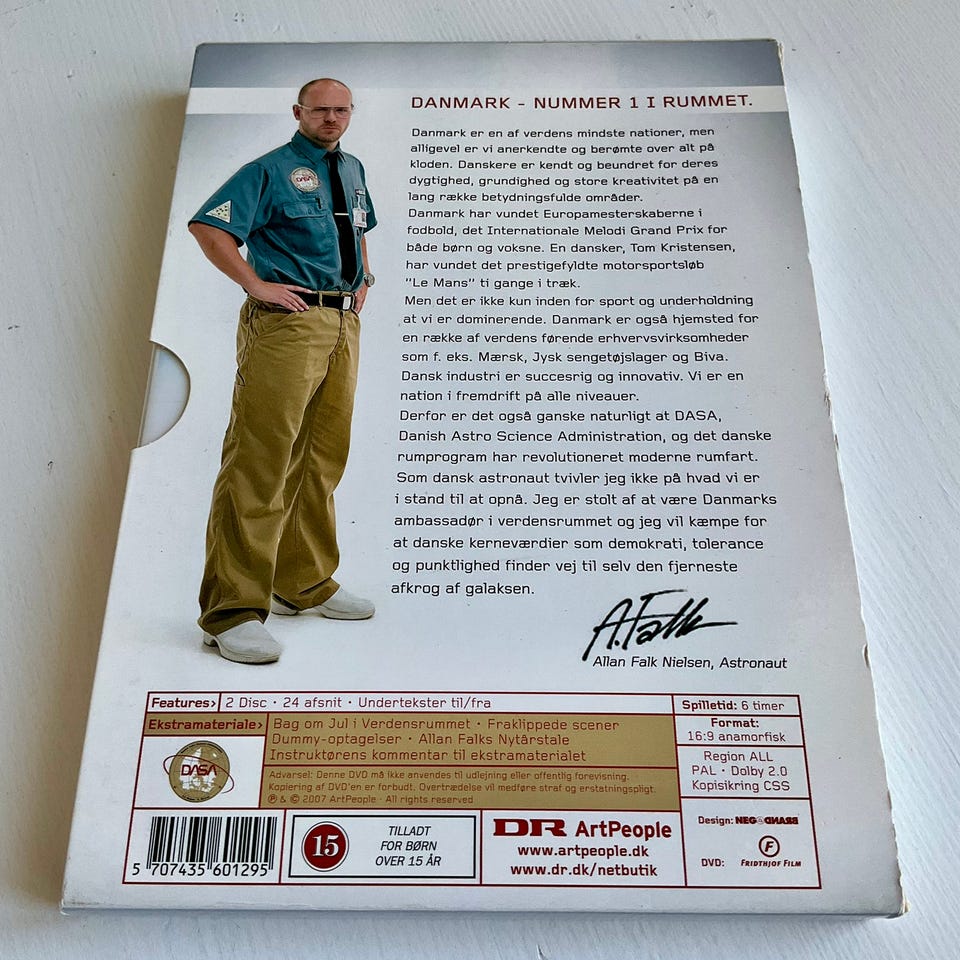 DANMARK - NUMMER 1 I RUMMET.
Danmark er en af verdens mindste nationer, men
alligevel er vi anerkendte og berømte over alt på
kloden. Danskere er kendt og beundret for deres
dygtighed, grundighed og store kreativitet på en
lang række betydningsfulde områder.
Danmark har vundet Europamesterskaberne i
fodbold, det Internationale Melodi Grand Prix for
både børn og voksne. En dansker, Tom Kristensen,
har vundet det prestigefyldte motorsportsløb
"Le Mans" ti gange i træk.
Men det er ikke kun inden for sport og underholdning
at vi er dominerende. Danmark er også hjemsted for
en række af verdens førende erhvervsvirksomheder
som f. eks. Mærsk, Jysk sengetøjslager og Biva.
Dansk industri er succesrig og innovativ. Vi er en
nation i fremdrift på alle niveauer.
Derfor er det også ganske naturligt at DASA,
Danish Astro Science Administration, og det danske
rumprogram har revolutioneret moderne rumfart.
Som dansk astronaut tvivler jeg ikke på hvad vi er
i stand til at opnå. Jeg er stolt af at være Danmarks
ambassadør i verdensrummet og jeg vil kæmpe for
at danske kerneværdier som demokrati, tolerance
og punktlighed finder vej til selv den fjerneste
afkrog af galaksen.
A.Falk
Allan Falk Nielsen, Astronaut
DASA
Features> 2 Disc · 24 afsnit · Undertekster til/fra
Ekstramateriale> Bag om Jul i Verdensrummet · Fraklippede scener
Dummy-optagelser · Allan Falks Nytårstale
Instruktørens kommentar til ekstramaterialet
Advarsel: Denne DVD må ikke anvendes til udlejning eller offentlig forevisning.
Kopiering af DVD'en er forbudt. Overtrædelse vil medføre straf og erstatningspligt.
℗ & © 2007 ArtPeople · All rights reserved
DASA
Spilletid: 6 timer
Format:
16:9 anamorfisk
Region ALL
PAL · Dolby 2.0
Kopisikring CSS
5 707435 601295
15
TILLADT
FOR BØRN
OVER 15 ÅR
DR ArtPeople
www.artpeople.dk
www.dr.dk/netbutik
Design: NEO@DNABB
DVD: F FRIDTHJOF FILM